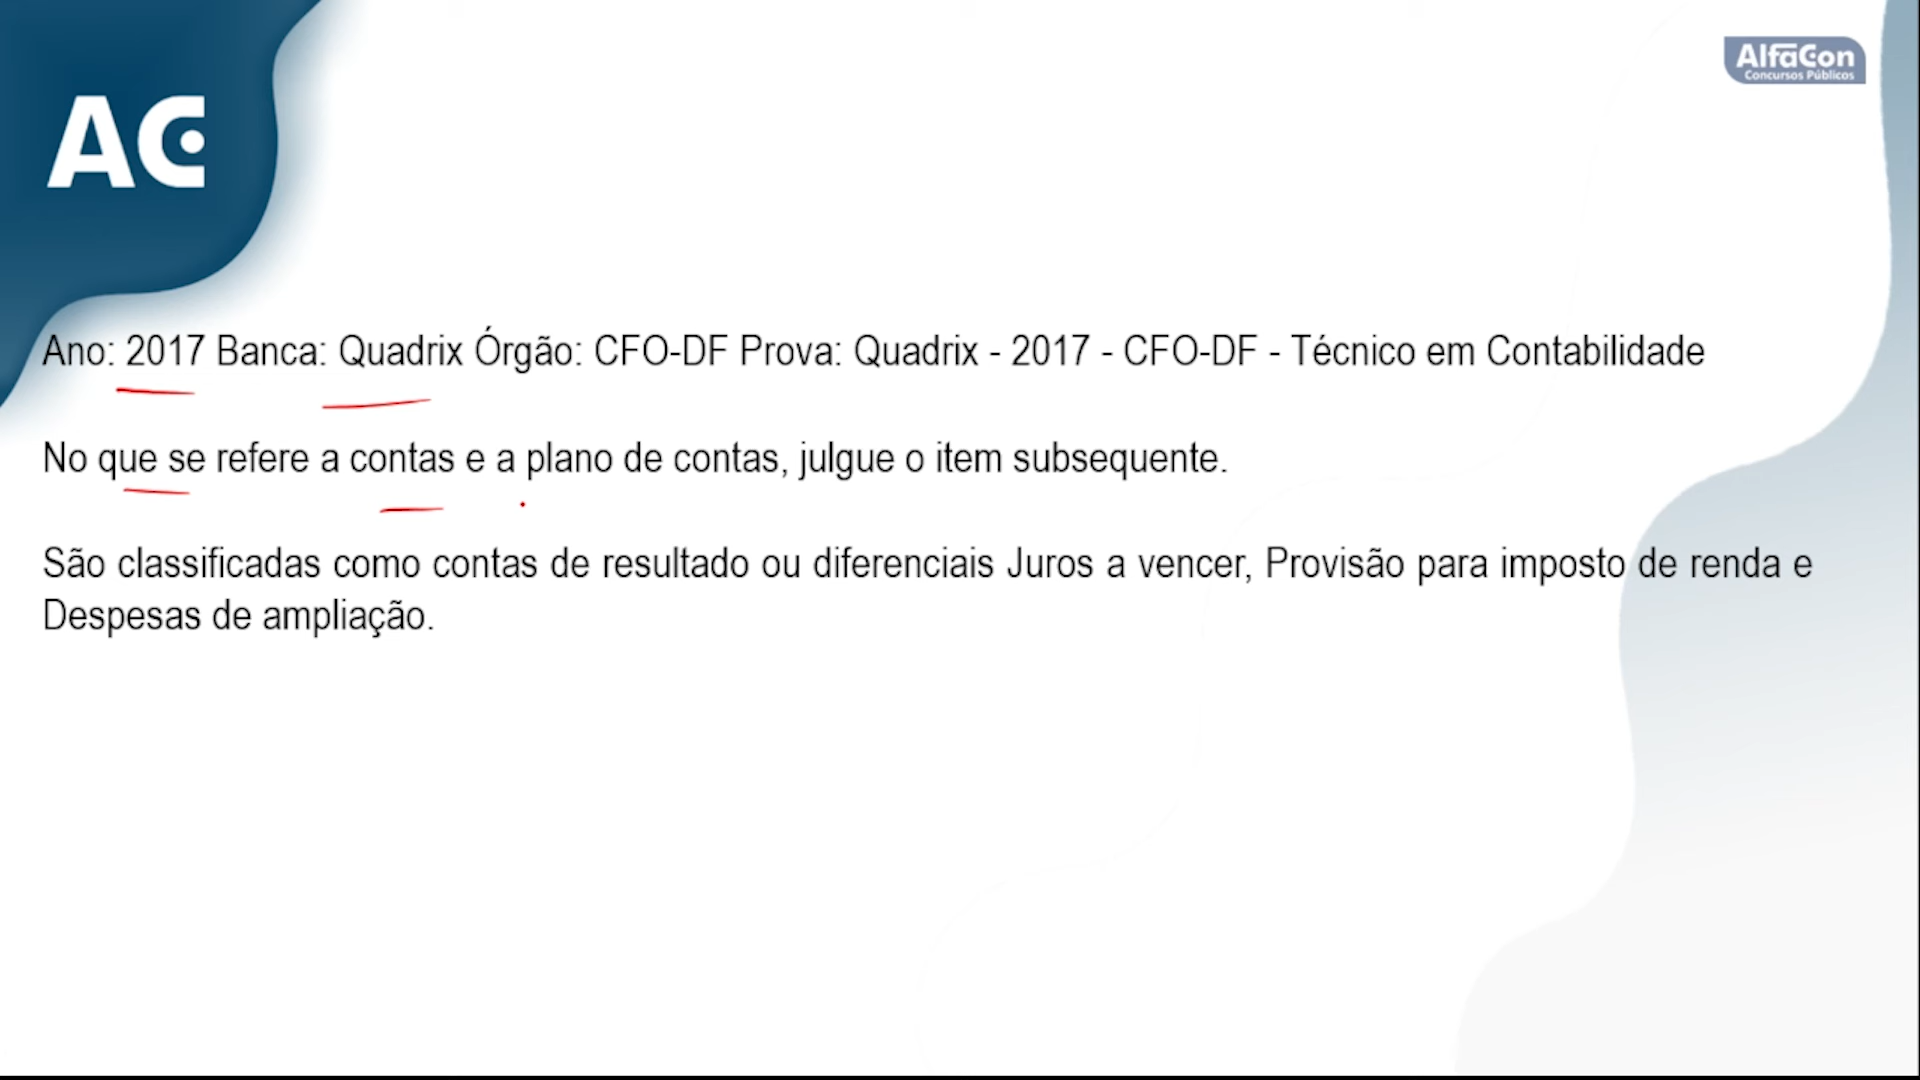 AC
AlfaCon
Concursos Públicos
Ano: 2017 Banca: Quadrix Órgão: CFO-DF Prova: Quadrix - 2017 - CFO-DF - Técnico em Contabilidade
No que se refere a contas e a plano de contas, julgue o item subsequente.
São classificadas como contas de resultado ou diferenciais Juros a vencer, Provisão para imposto de renda e
Despesas de ampliação.